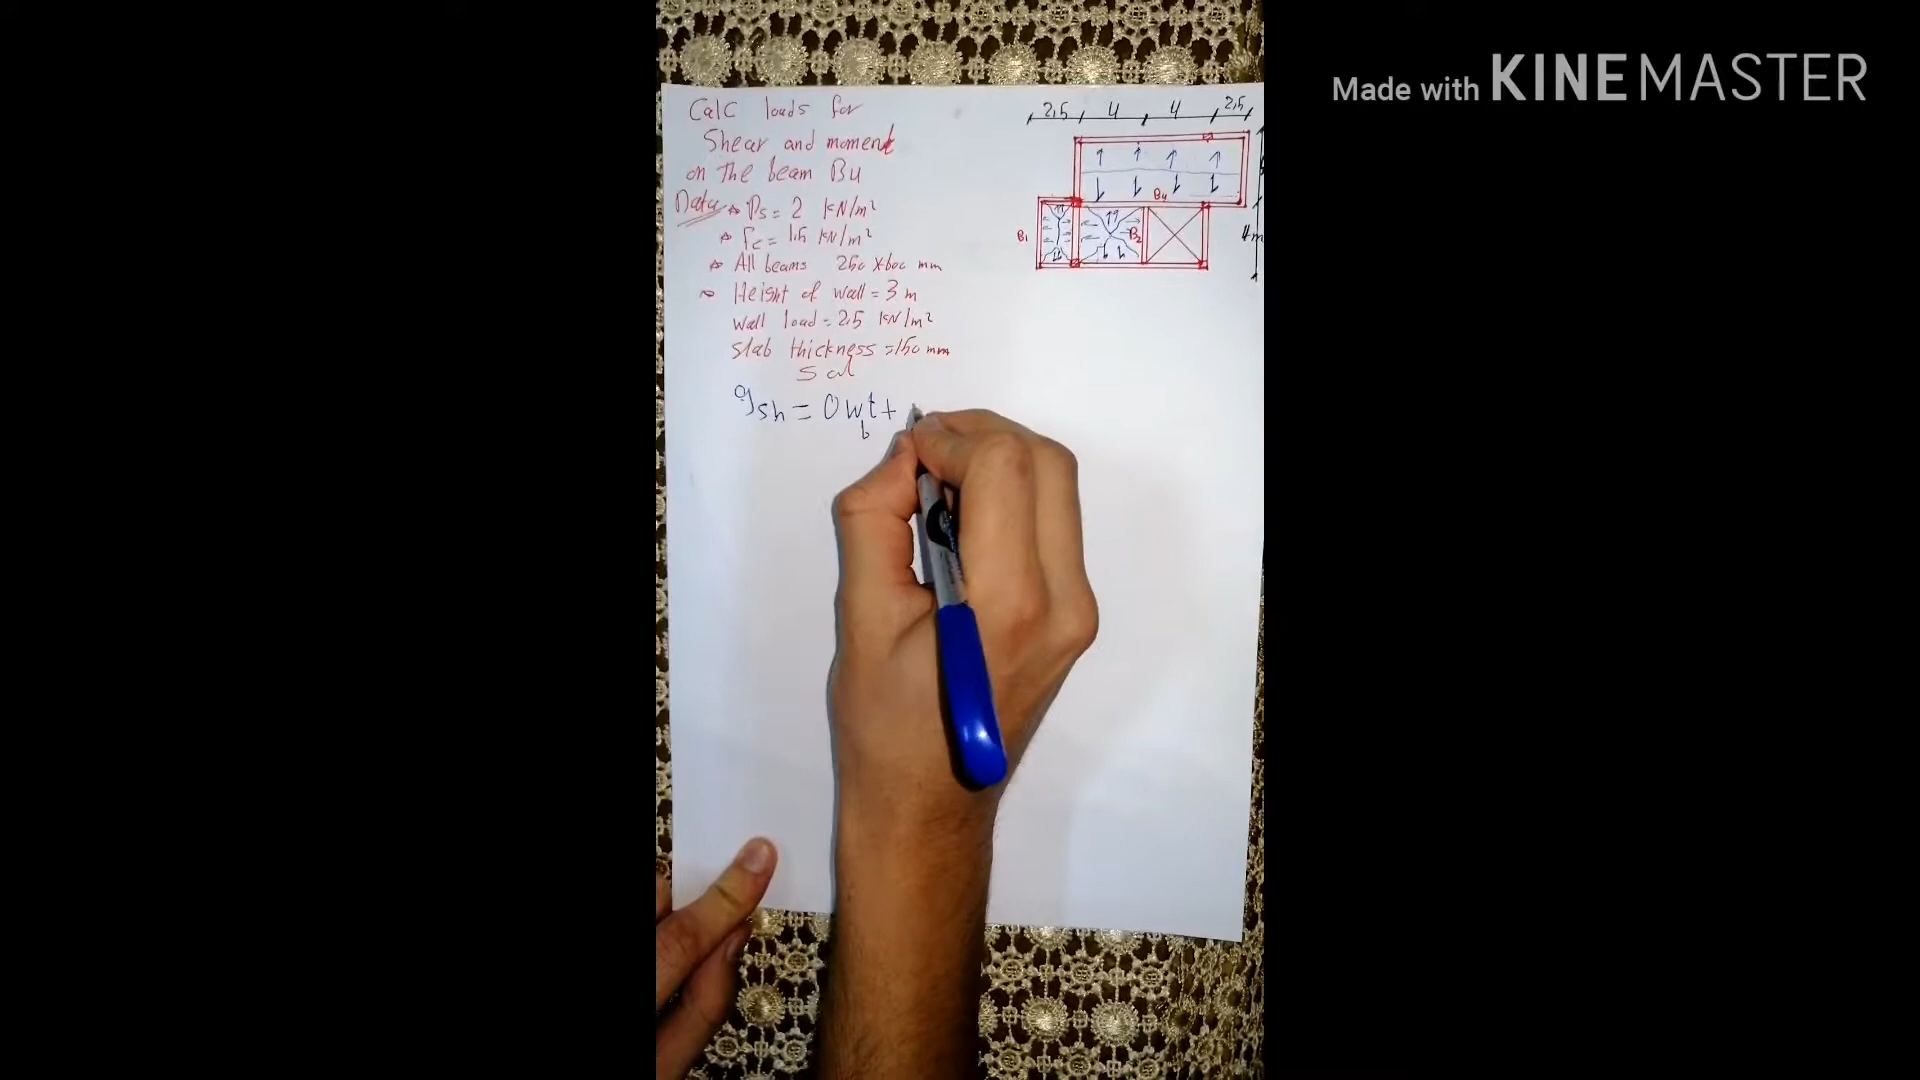 Made with KINEMASTER
Calc loads for
Shear and moment
on The beam B4
Data Ps = 2 KN/m²
Fc = 1.5 KN/m²
All beams 250 x 600 mm
Height of wall = 3 m
wall load = 2.5 KN/m²
slab thickness = 150 mm
Sol
gsh = owt +
b
2.5 4 4 2.5
B4
B1
B2
4m